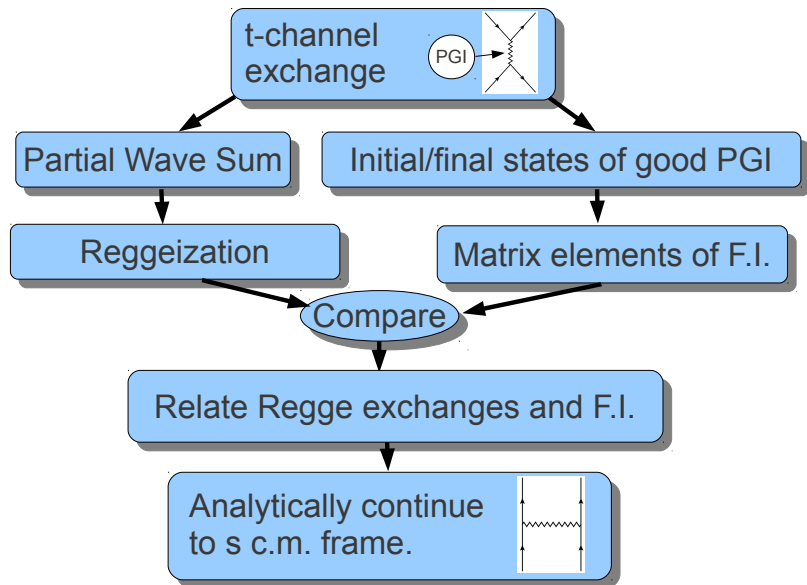 t-channel
exchange
PGI
Partial Wave Sum
Initial/final states of good PGI
Reggeization
Matrix elements of F.I.
Compare
Relate Regge exchanges and F.I.
Analytically continue
to s c.m. frame.